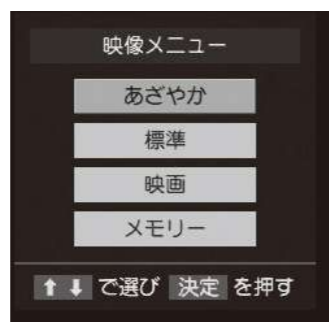 映像メニュー
あざやか
標準
映画
メモリー
⬆⬇ で選び 決定 を押す